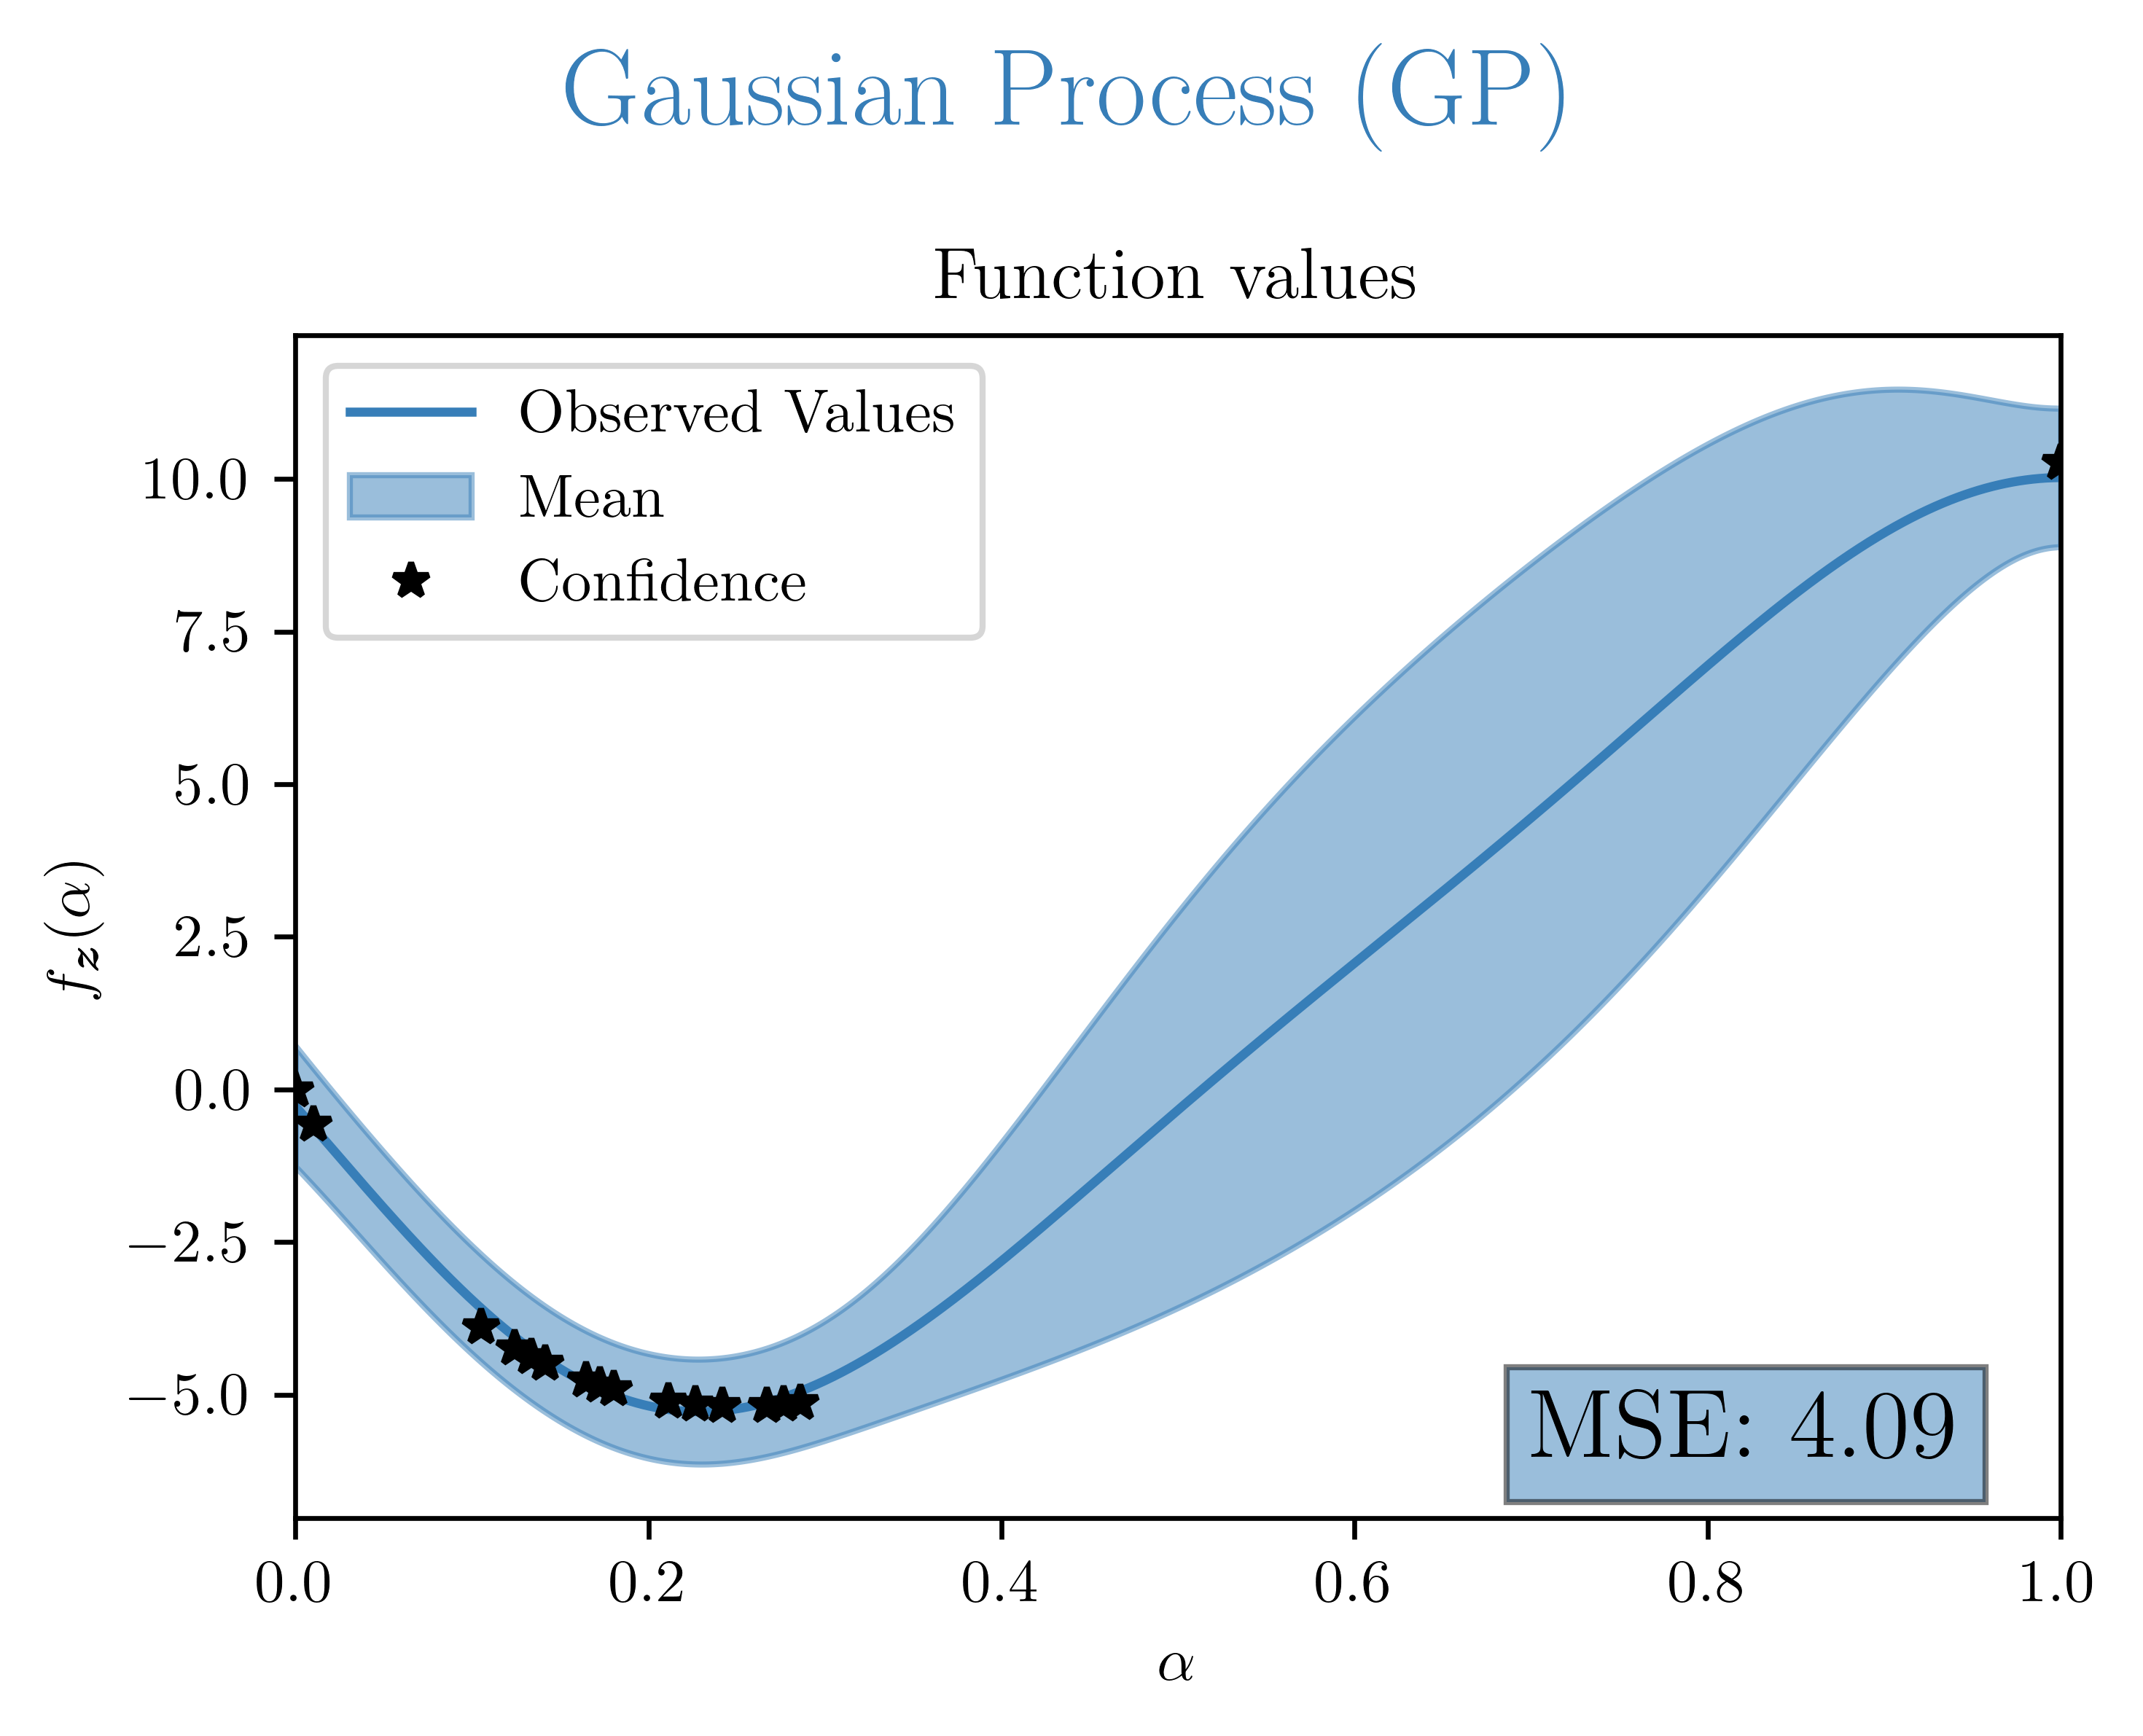 Gaussian Process (GP)
Function values
Observed Values
Mean
Confidence
10.0
7.5
5.0
2.5
0.0
−2.5
−5.0
f_z(α)
MSE: 4.09
0.0 0.2 0.4 0.6 0.8 1.0
α